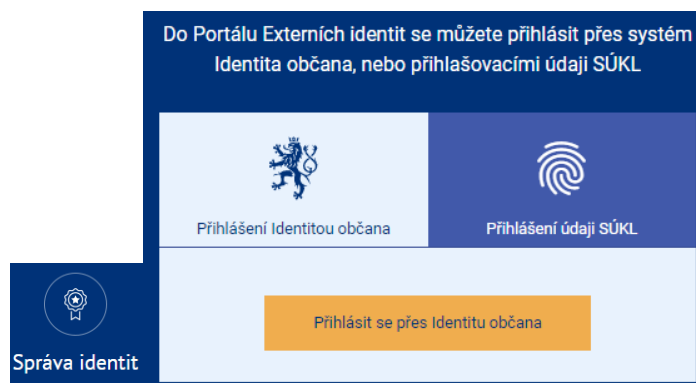 Do Portálu Externích identit se můžete přihlásit přes systém
Identita občana, nebo přihlašovacími údaji SÚKL
Přihlášení Identitou občana
Přihlášení údaji SÚKL
Přihlásit se přes Identitu občana
Správa identit